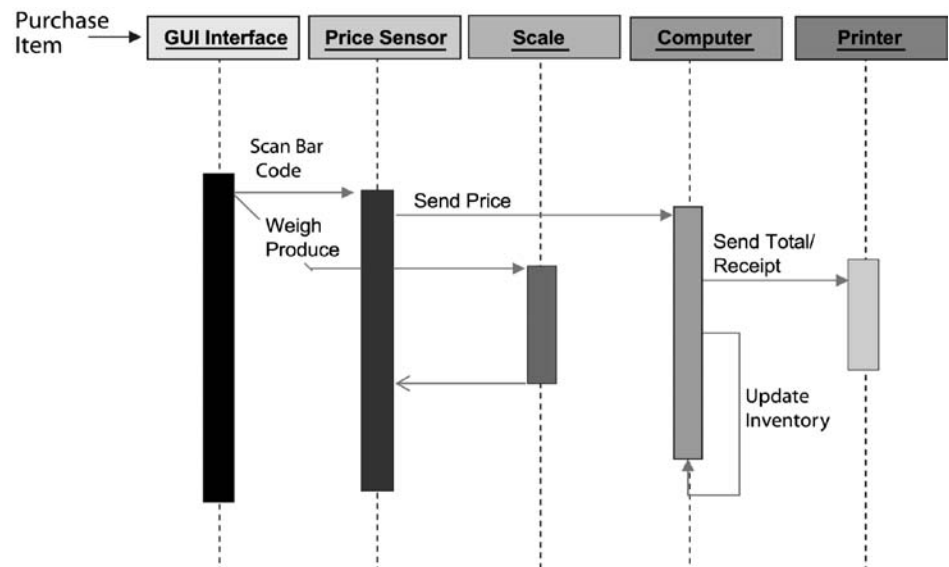 Purchase
Item
GUI Interface
Price Sensor
Scale
Computer
Printer
Scan Bar
Code
Send Price
Weigh
Produce
Send Total/
Receipt
Update
Inventory